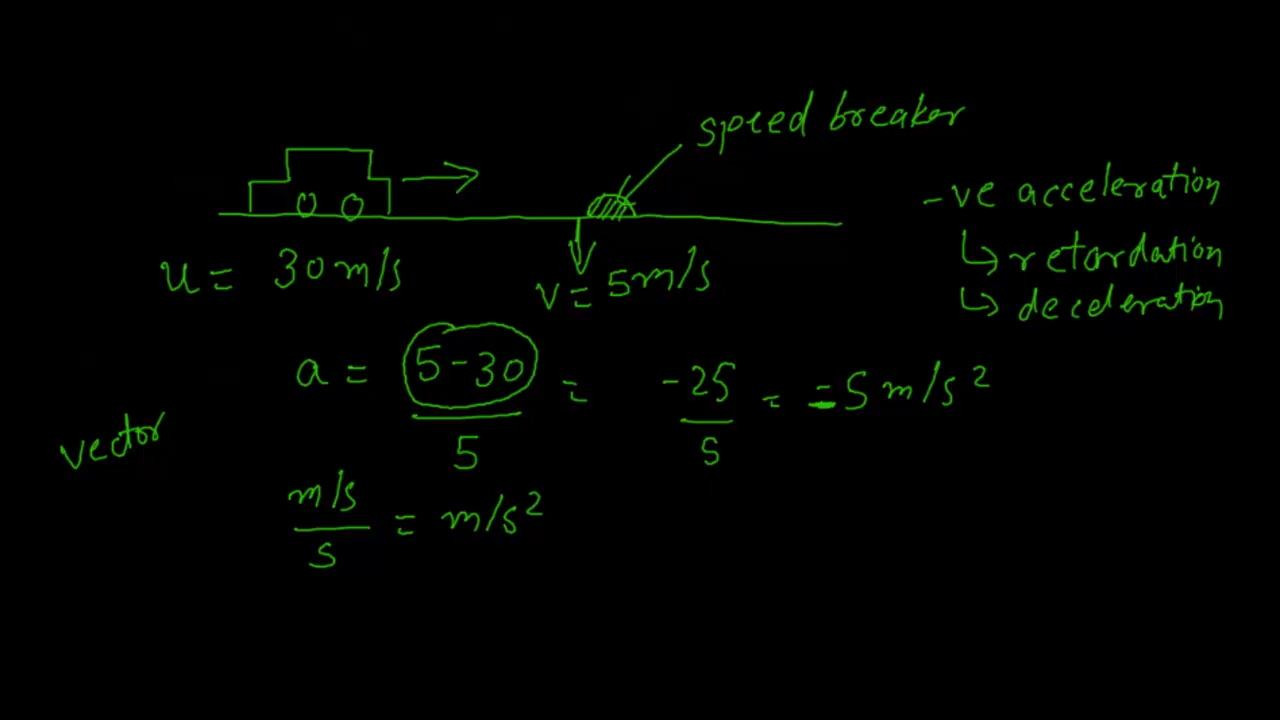 speed breaker
-ve acceleration
↳ retardation
↳ deceleration
u = 30 m/s
v = 5 m/s
a = 5-30 / 5 = -25 / 5 = -5 m/s²
vector
m/s / s = m/s²